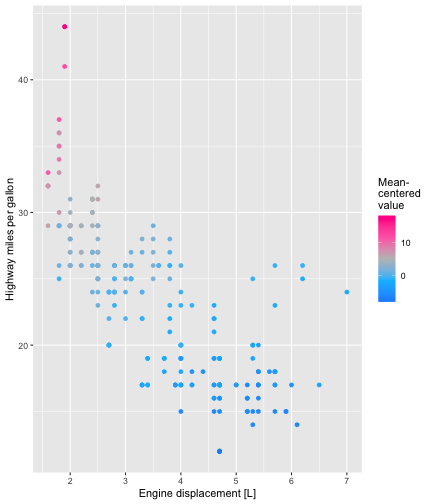 40
30
20
Highway miles per gallon
2
3
4
5
6
7
Engine displacement [L]
Mean-
centered
value
10
0